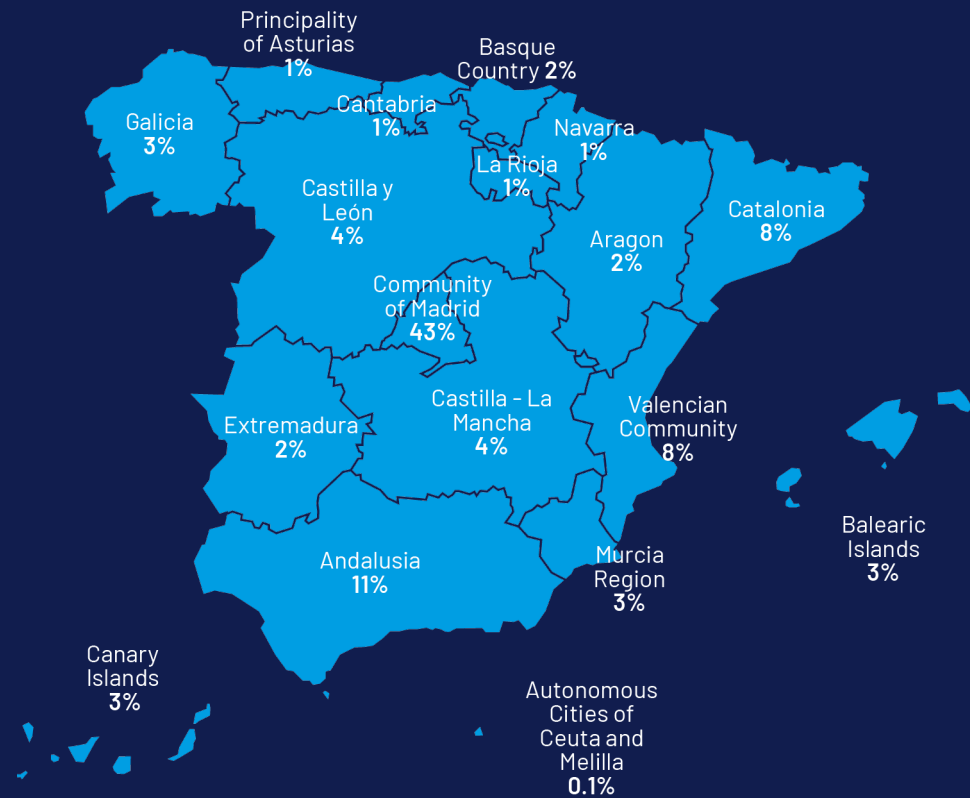 Principality
of Asturias
1%
Basque
Country 2%
Cantabria
1%
Galicia
3%
Navarra
1%
La Rioja
1%
Castilla y
León
4%
Catalonia
8%
Aragon
2%
Community
of Madrid
43%
Castilla - La
Mancha
4%
Valencian
Community
8%
Extremadura
2%
Balearic
Islands
3%
Andalusia
11%
Murcia
Region
3%
Canary
Islands
3%
Autonomous
Cities of
Ceuta and
Melilla
0.1%